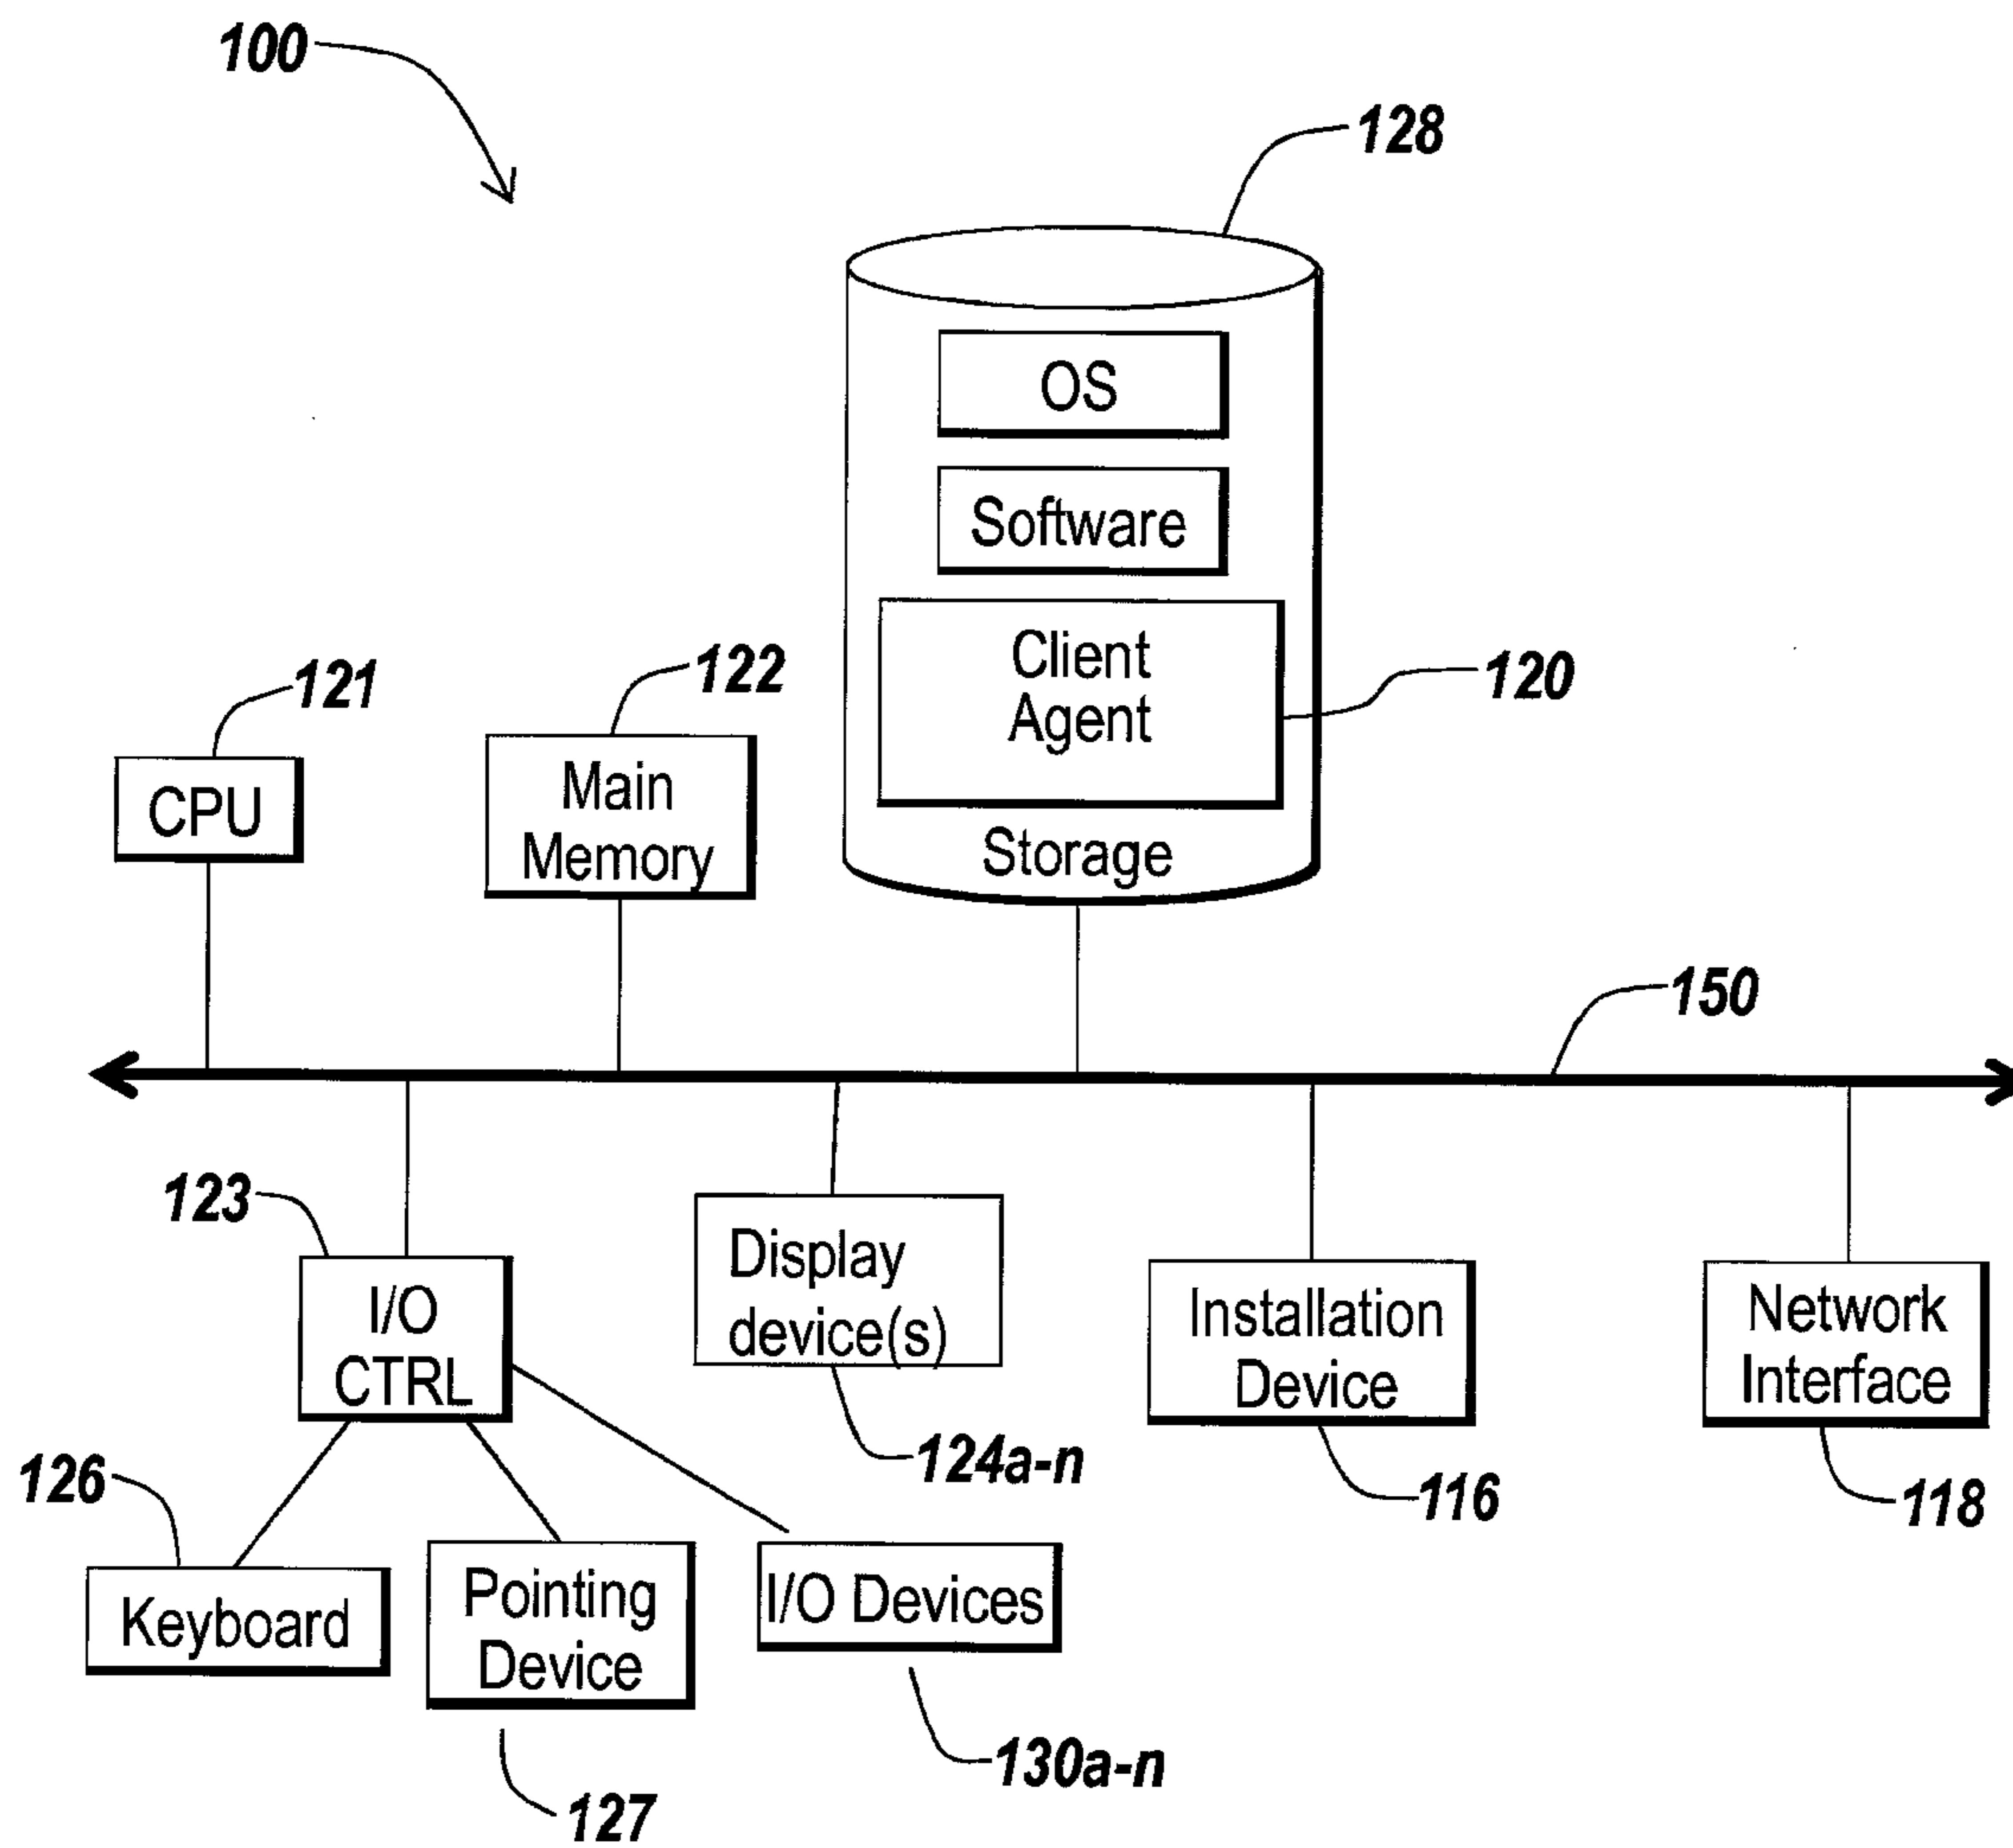 100
128
OS
Software
Client
Agent
120
Storage
121
CPU
122
Main
Memory
150
123
I/O
CTRL
Display
device(s)
124a-n
Installation
Device
116
Network
Interface
118
126
Keyboard
Pointing
Device
127
I/O Devices
130a-n